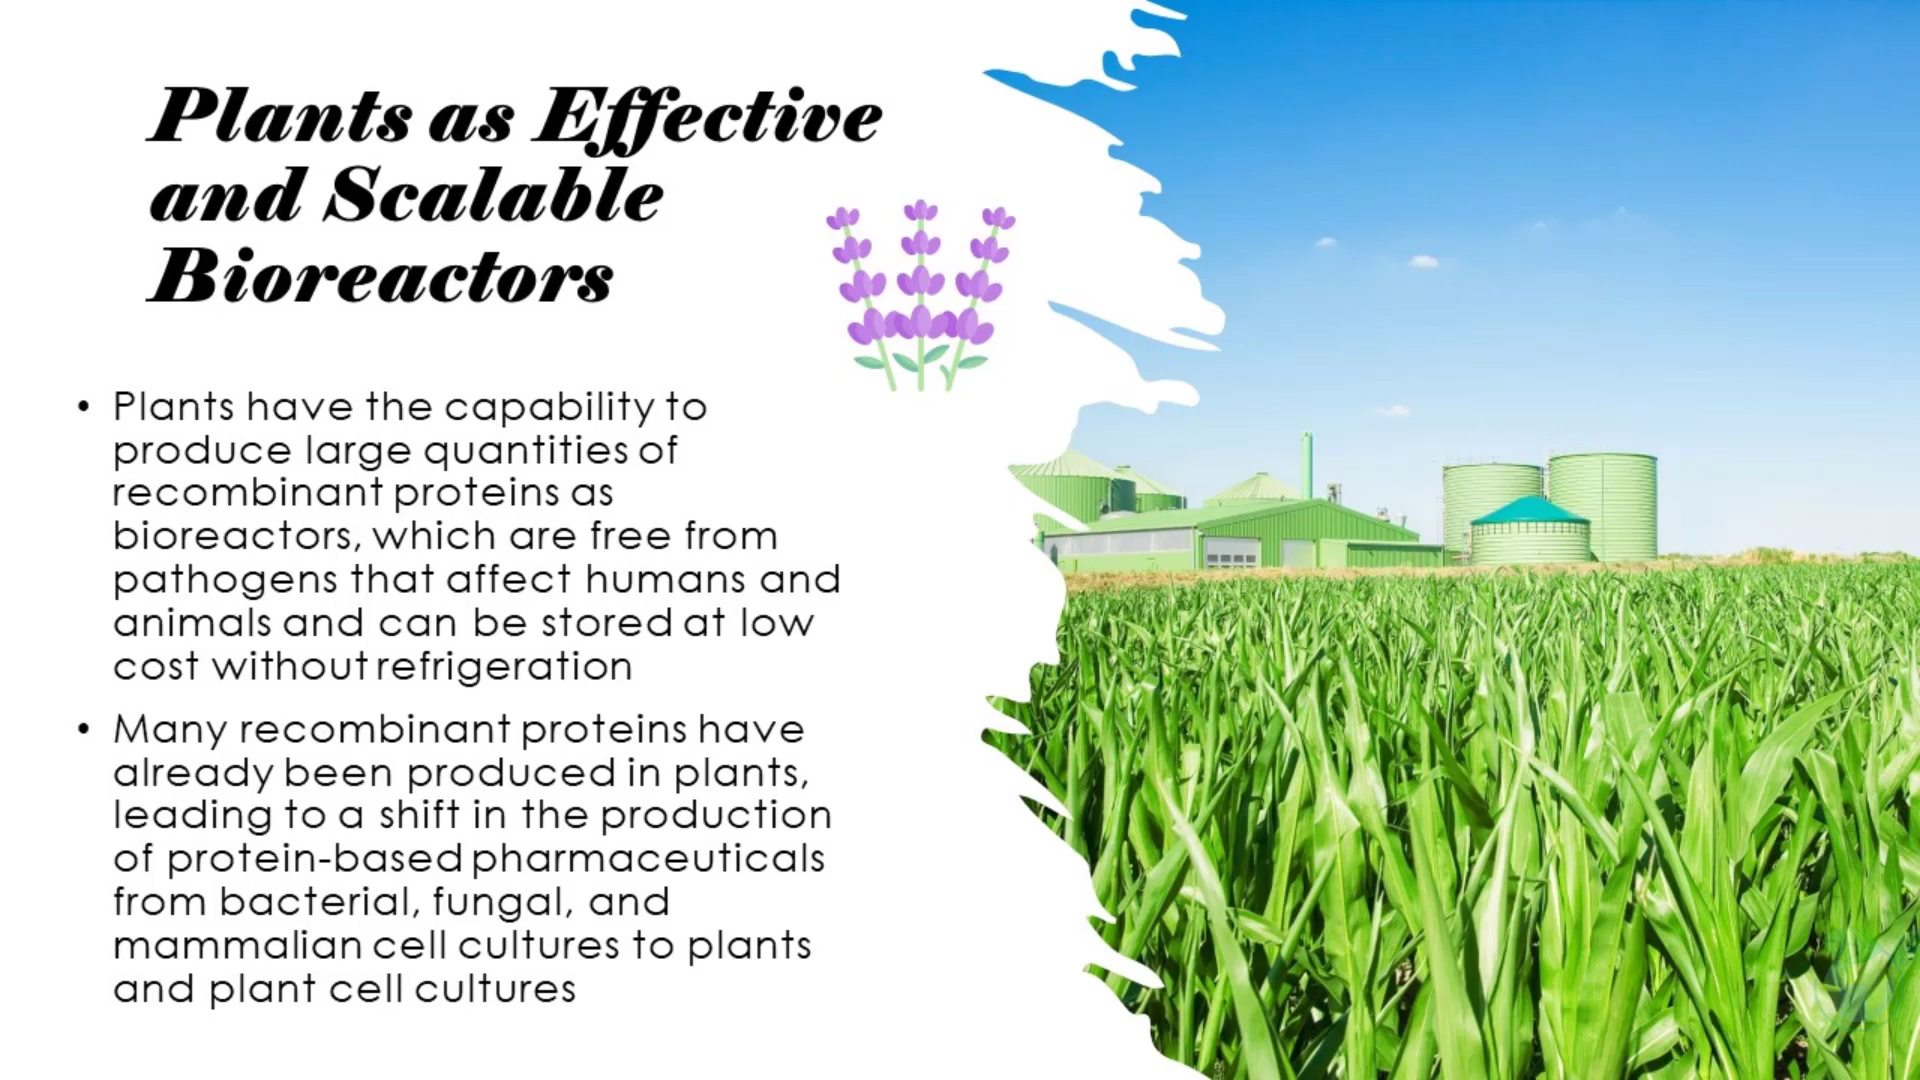 Plants as Effective
and Scalable
Bioreactors
• Plants have the capability to
produce large quantities of
recombinant proteins as
bioreactors, which are free from
pathogens that affect humans and
animals and can be stored at low
cost without refrigeration
• Many recombinant proteins have
already been produced in plants,
leading to a shift in the production
of protein-based pharmaceuticals
from bacterial, fungal, and
mammalian cell cultures to plants
and plant cell cultures